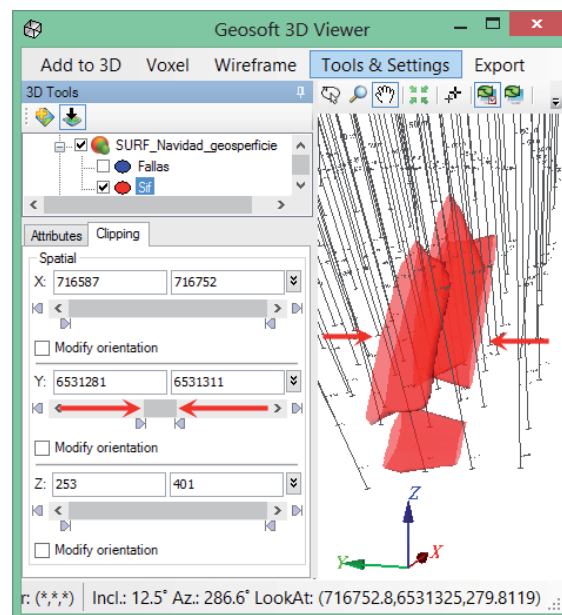 Geosoft 3D Viewer
Add to 3D Voxel Wireframe Tools & Settings Export
3D Tools
SURF_Navidad_geosperficie
Fallas
Sif
Attributes Clipping
Spatial
X: 716587 716752
Modify orientation
Y: 6531281 6531311
Modify orientation
Z: 253 401
Modify orientation
Z
Y X
r: (*,*,*) Incl.: 12.5° Az.: 286.6° LookAt: (716752.8,6531325,279.8119)